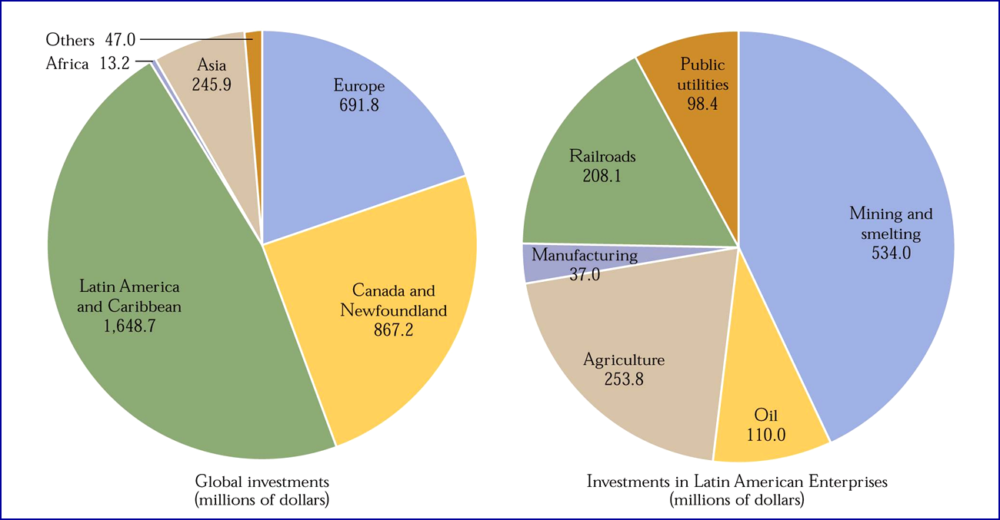 Others 47.0
Africa 13.2
Asia
245.9
Europe
691.8
Latin America
and Caribbean
1,648.7
Canada and
Newfoundland
867.2
Global investments
(millions of dollars)
Public
utilities
98.4
Railroads
208.1
Mining and
smelting
534.0
Manufacturing
37.0
Agriculture
253.8
Oil
110.0
Investments in Latin American Enterprises
(millions of dollars)